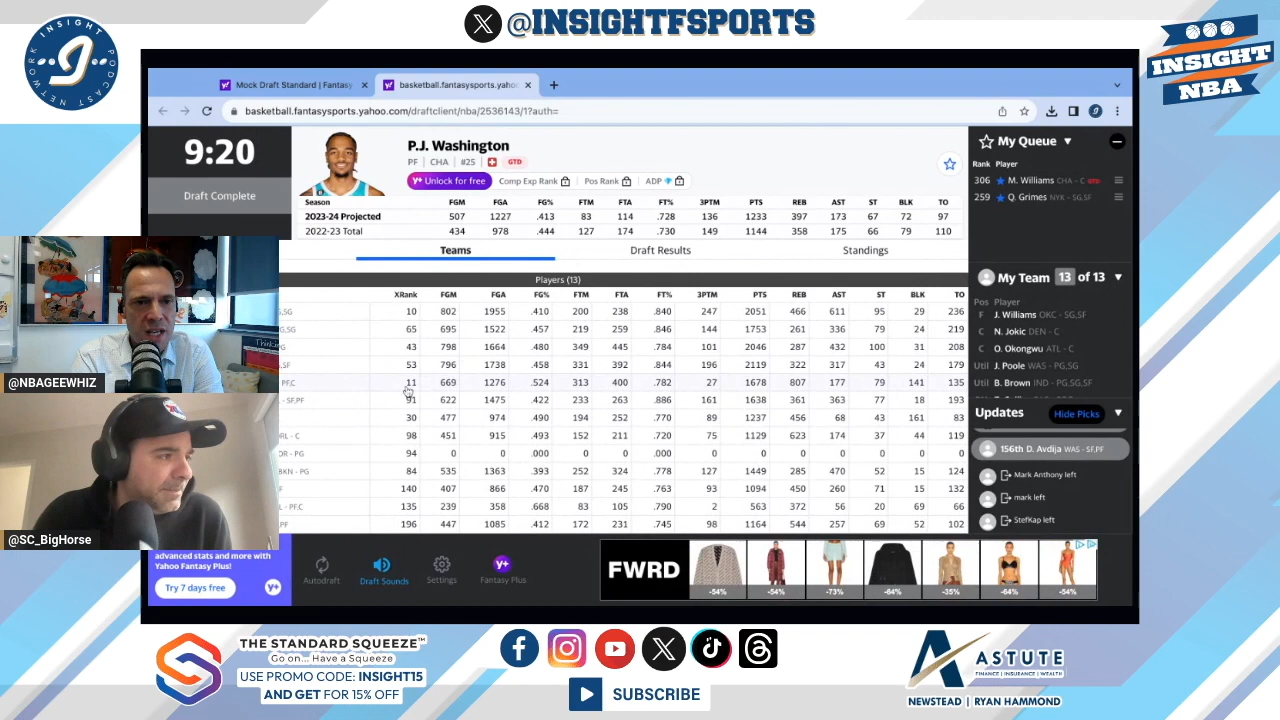 @INSIGHTFSPORTS
INSIGHT
PODCAST NETWORK
INSIGHT
NBA
Mock Draft Standard | Fantasy
basketball.fantasysports.yahoo
basketball.fantasysports.yahoo.com/draftclient/nba/2536143/1?auth=
9:20
Draft Complete
P.J. Washington
PF CHA #25 GTD
Y+ Unlock for free Comp Exp Rank Pos Rank ADP
Season FGM FGA FG% FTM FTA FT% 3PTM PTS REB AST ST BLK TO
2023-24 Projected 507 1227 .413 83 114 .728 136 1233 397 173 67 72 97
2022-23 Total 434 978 .444 127 174 .730 149 1144 358 175 66 79 110
Teams Draft Results Standings
Players (13)
XRank FGM FGA FG% FTM FTA FT% 3PTM PTS REB AST ST BLK TO
,SG 10 802 1955 .410 200 238 .840 247 2051 466 611 95 29 236
G,SG 65 695 1522 .457 219 259 .846 144 1753 261 336 79 24 219
PG 43 798 1664 .480 349 445 .784 101 2046 287 432 100 31 208
,SF 53 796 1738 .458 331 392 .844 196 2119 322 317 44 24 179
PF,C 11 669 1276 .524 313 400 .782 27 1678 807 177 79 141 135
- SF,PF 91 622 1475 .422 233 263 .886 161 1638 361 363 77 18 193
30 477 974 .490 194 252 .770 89 1237 456 68 43 161 83
RL - C 98 451 915 .493 152 211 .720 75 1129 623 174 37 44 119
OR - PG 94 0 0 .000 0 0 .000 0 0 0 0 0 0 0
BKN - PG 84 535 1363 .393 252 324 .778 127 1449 285 470 52 15 124
F 140 407 866 .470 187 245 .763 93 1094 450 260 71 15 132
L - PF,C 135 239 358 .668 83 105 .790 2 563 372 56 20 69 66
PF 196 447 1085 .412 172 231 .745 98 1164 544 257 69 52 102
My Queue
Rank Player
306 M. Williams CHA - C GTD
259 Q. Grimes NYK - SG,SF
My Team 13 of 13
Pos Player
F J. Williams OKC - SG,SF
C N. Jokic DEN - C
C O. Okongwu ATL - C
Util J. Poole WAS - PG,SG
Util B. Brown IND - PG,SG,SF
Updates Hide Picks
156th D. Avdija WAS - SF,PF
Mark Anthony left
mark left
StefKap left
@NBAGEEWHIZ
@SC_BigHorse
advanced stats and more with
Yahoo Fantasy Plus!
Try 7 days free
Y+
Autodraft Draft Sounds Settings Fantasy Plus
FWRD -54% -54% -73% -64% -35% -64% -54%
THE STANDARD SQUEEZE™
Go on... Have a Squeeze
USE PROMO CODE: INSIGHT15
AND GET FOR 15% OFF
SUBSCRIBE
ASTUTE
FINANCE | INSURANCE | WEALTH
NEWSTEAD | RYAN HAMMOND